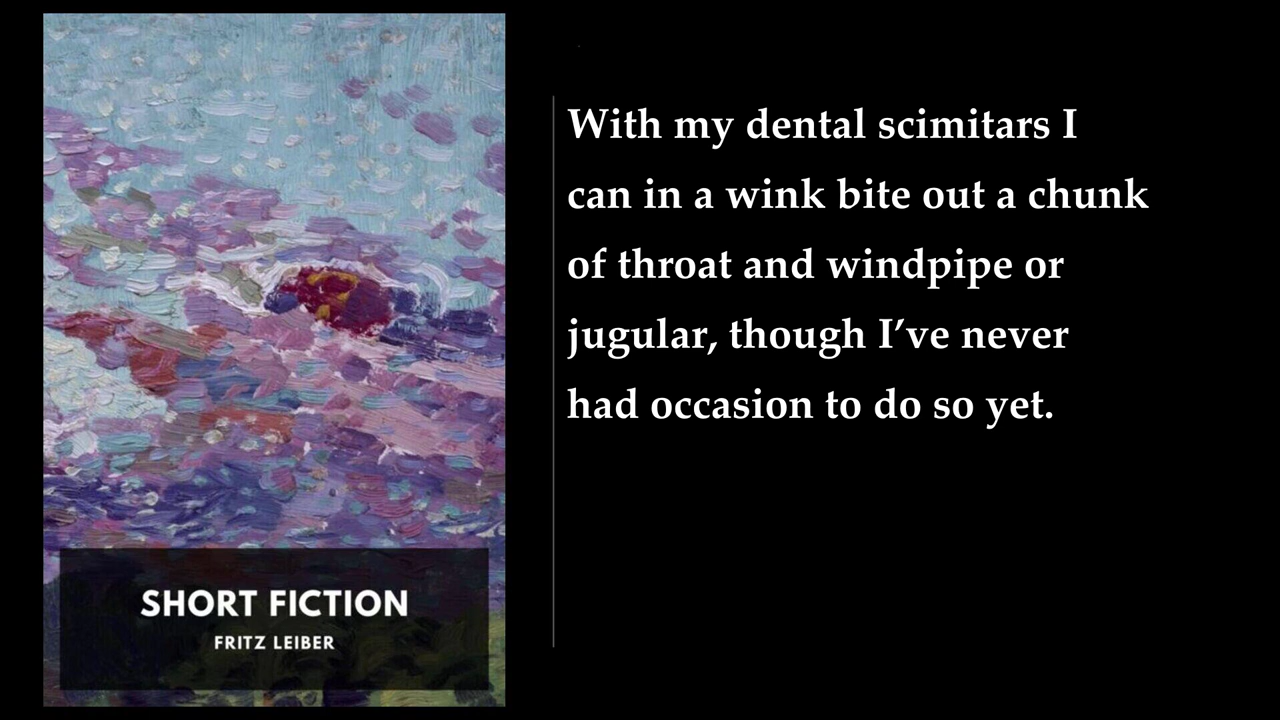 With my dental scimitars I
can in a wink bite out a chunk
of throat and windpipe or
jugular, though I’ve never
had occasion to do so yet.
SHORT FICTION
FRITZ LEIBER